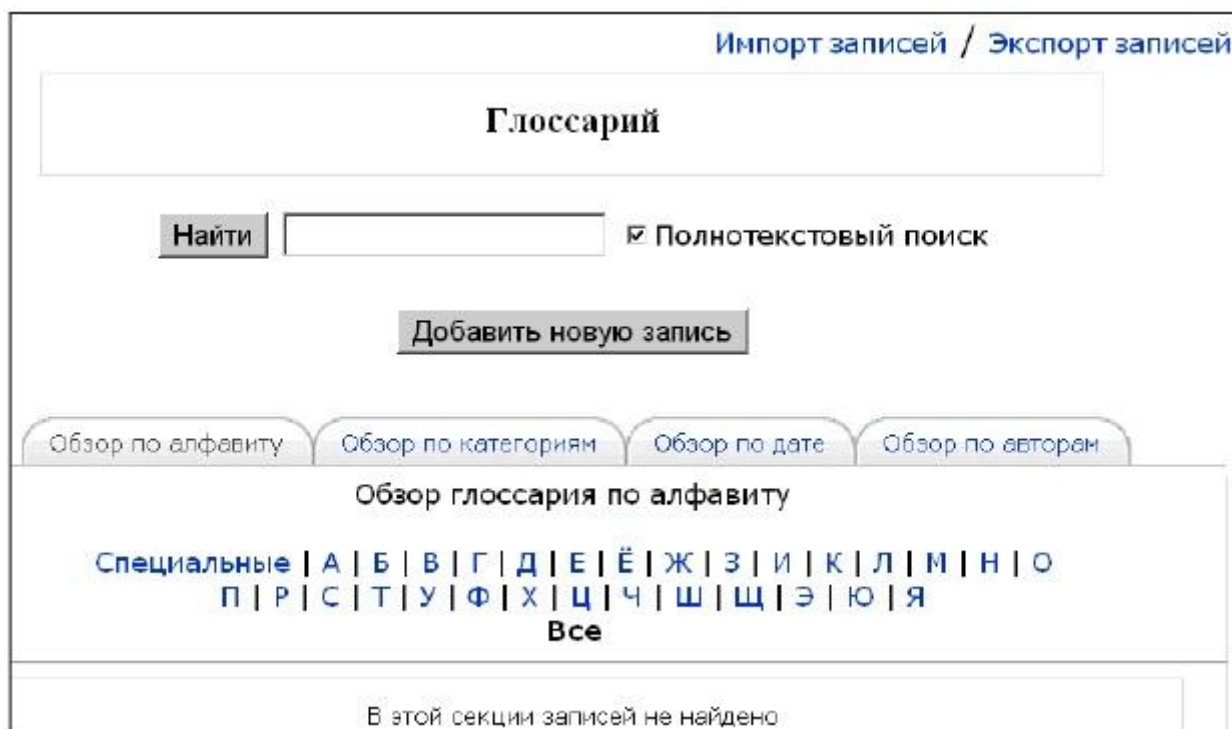 Импорт записей / Экспорт записей
Глоссарий
Найти Полнотекстовый поиск
Добавить новую запись
Обзор по алфавиту Обзор по категориям Обзор по дате Обзор по авторам
Обзор глоссария по алфавиту
Специальные | А | Б | В | Г | Д | Е | Ё | Ж | З | И | К | Л | М | Н | О
П | Р | С | Т | У | Ф | Х | Ц | Ч | Ш | Щ | Э | Ю | Я
Все
В этой секции записей не найдено